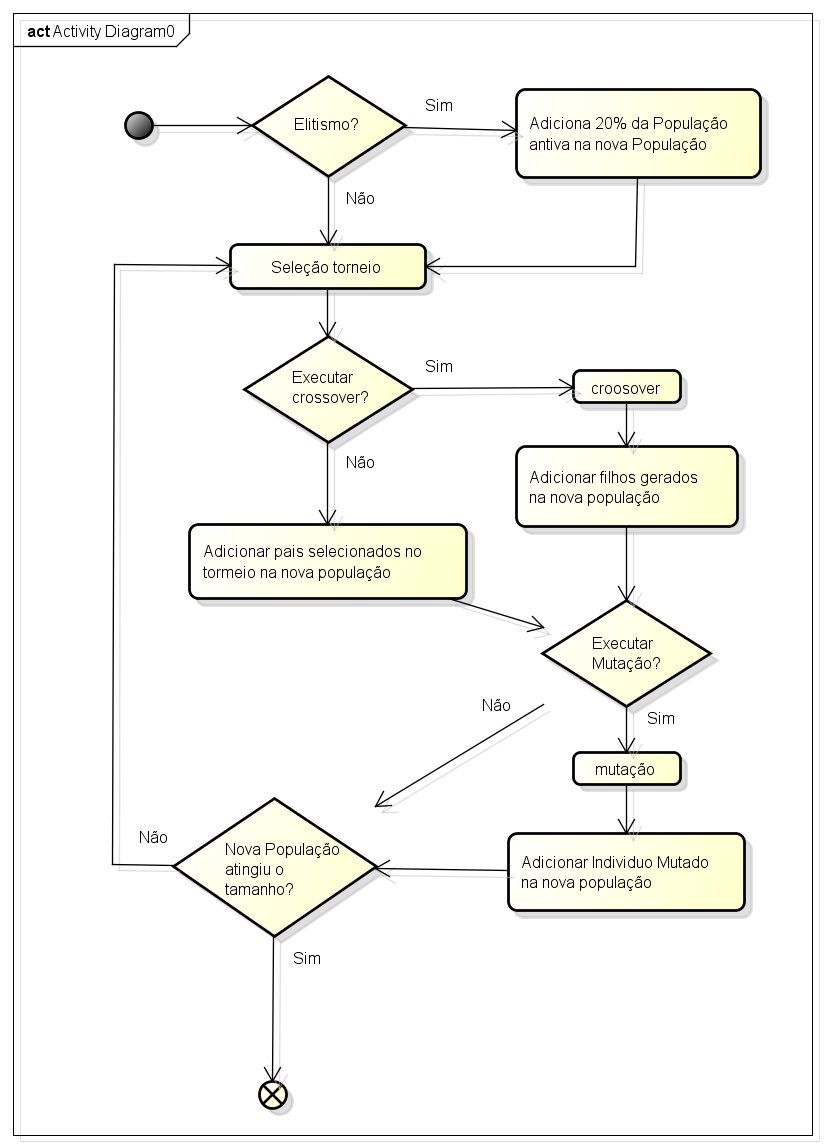 act Activity Diagram0
Elitismo?
Sim
Adiciona 20% da População
antiva na nova População
Não
Seleção torneio
Executar
crossover?
Sim
croosover
Não
Adicionar filhos gerados
na nova população
Adicionar pais selecionados no
tormeio na nova população
Executar
Mutação?
Não
Sim
mutação
Não
Nova População
atingiu o
tamanho?
Adicionar Individuo Mutado
na nova população
Sim